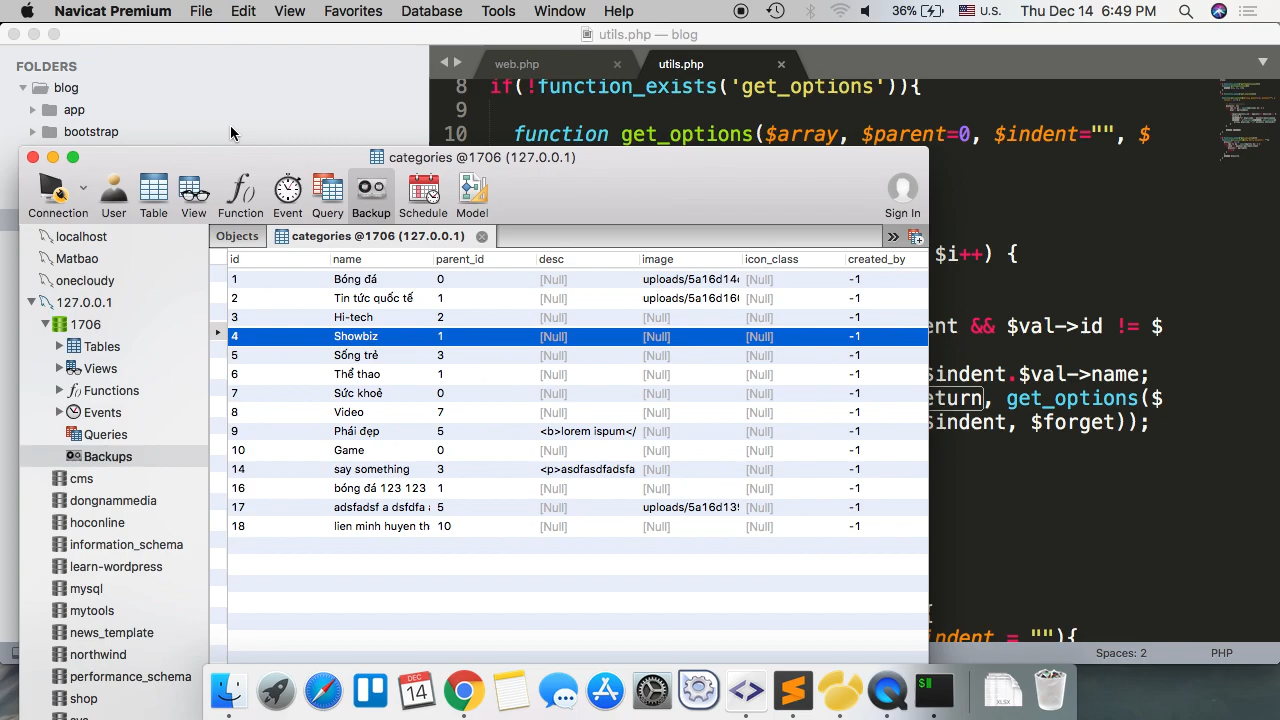 Navicat Premium File Edit View Favorites Database Tools Window Help 36% U.S. Thu Dec 14 6:49 PM
utils.php — blog
FOLDERS
blog
app
bootstrap
web.php
utils.php
8 if(!function_exists('get_options')){
9
10 function get_options($array, $parent=0, $indent="", $
categories @1706 (127.0.0.1)
Connection User Table View Function Event Query Backup Schedule Model Sign In
localhost
Matbao
onecloudy
127.0.0.1
1706
Tables
Views
Functions
Events
Queries
Backups
cms
dongnammedia
hoconline
information_schema
learn-wordpress
mysql
mytools
news_template
northwind
performance_schema
shop
Objects categories @1706 (127.0.0.1)
id name parent_id desc image icon_class created_by
1 Bóng đá 0 [Null] uploads/5a16d14 [Null] -1
2 Tin tức quốc tế 1 [Null] uploads/5a16d16 [Null] -1
3 Hi-tech 2 [Null] [Null] [Null] -1
4 Showbiz 1 [Null] [Null] [Null] -1
5 Sống trẻ 3 [Null] [Null] [Null] -1
6 Thể thao 1 [Null] [Null] [Null] -1
7 Sức khoẻ 0 [Null] [Null] [Null] -1
8 Video 7 [Null] [Null] [Null] -1
9 Phái đẹp 5 <b>lorem ispum</ [Null] [Null] -1
10 Game 0 [Null] [Null] [Null] -1
14 say something 3 <p>asdfasdfadsfa [Null] [Null] -1
16 bóng đá 123 123 1 [Null] [Null] [Null] -1
17 adsfadsf a dsfdfa 5 [Null] uploads/5a16d13 [Null] -1
18 lien minh huyen th 10 [Null] [Null] [Null] -1
$i++) {
ent && $val->id != $
$indent.$val->name;
eturn, get_options($
$indent, $forget));
{
indent = ""){
Spaces: 2 PHP
DEC
14
XLSX